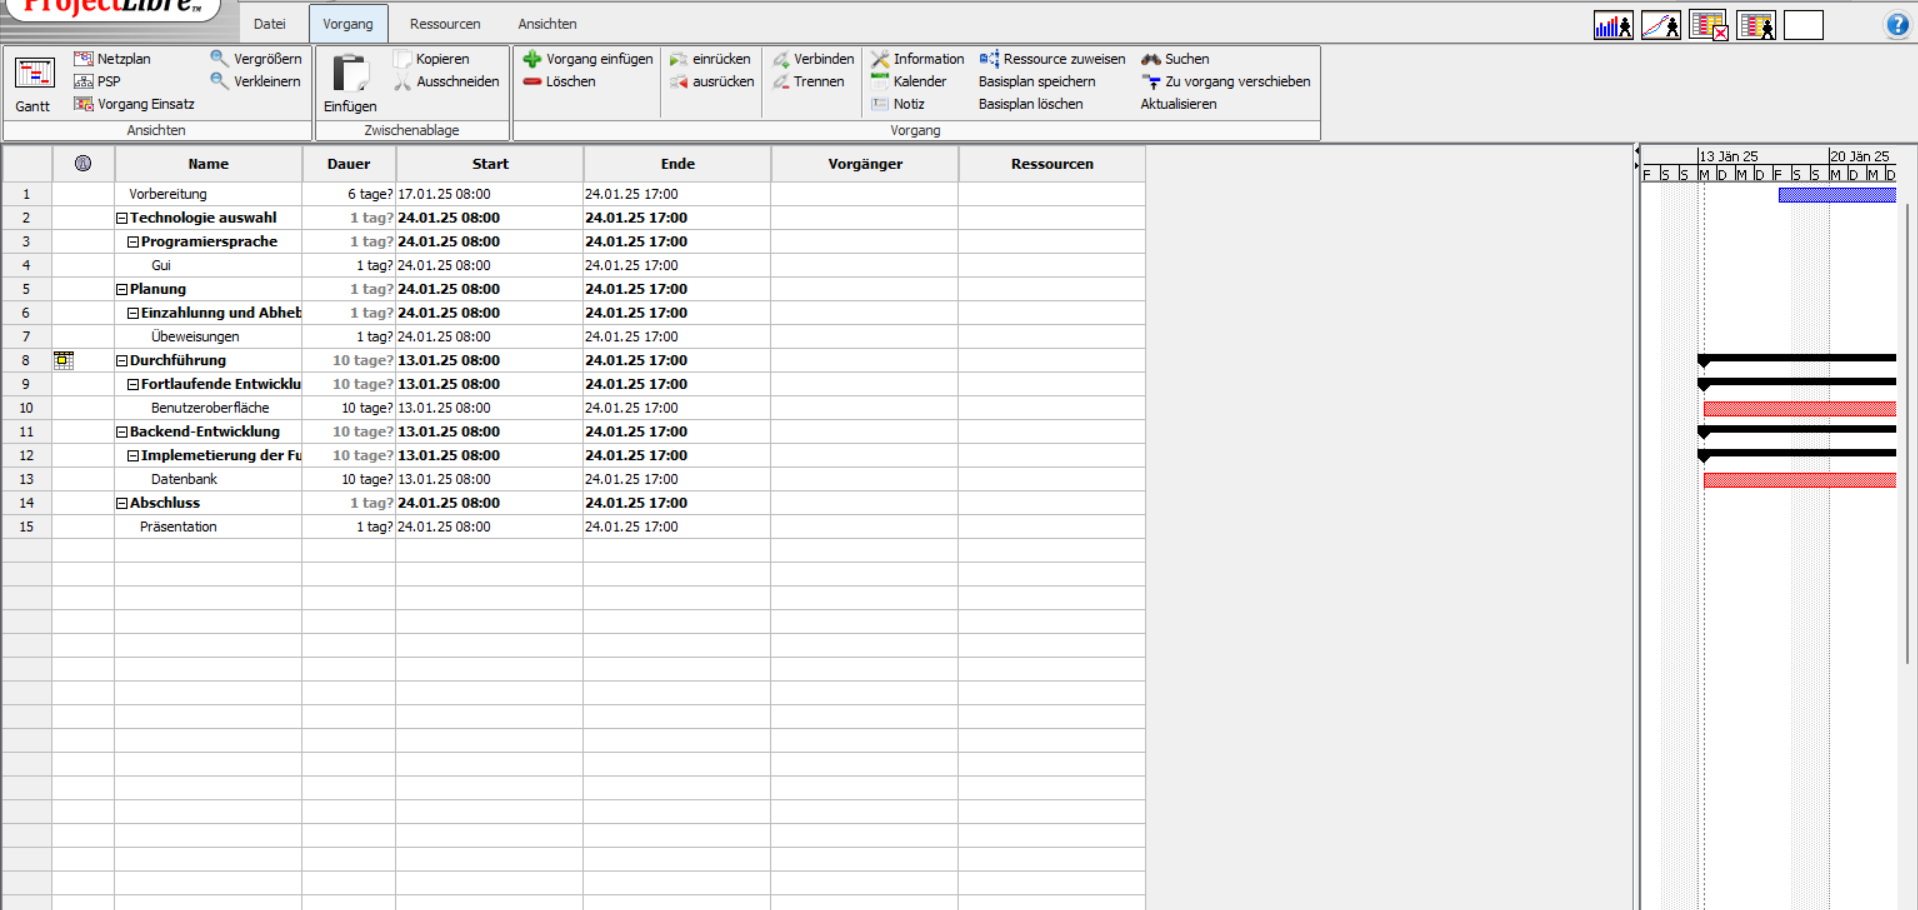 ProjectLibre™
Datei Vorgang Ressourcen Ansichten
Gantt
Netzplan
PSP
Vorgang Einsatz
Vergrößern
Verkleinern
Ansichten
Einfügen
Kopieren
Ausschneiden
Zwischenablage
Vorgang einfügen
Löschen
einrücken
ausrücken
Verbinden
Trennen
Information
Kalender
Notiz
Ressource zuweisen
Basisplan speichern
Basisplan löschen
Suchen
Zu vorgang verschieben
Aktualisieren
Vorgang
Name Dauer Start Ende Vorgänger Ressourcen
1 Vorbereitung 6 tage? 17.01.25 08:00 24.01.25 17:00
2 Technologie auswahl 1 tag? 24.01.25 08:00 24.01.25 17:00
3 Programiersprache 1 tag? 24.01.25 08:00 24.01.25 17:00
4 Gui 1 tag? 24.01.25 08:00 24.01.25 17:00
5 Planung 1 tag? 24.01.25 08:00 24.01.25 17:00
6 Einzahlunng und Abheb 1 tag? 24.01.25 08:00 24.01.25 17:00
7 Übeweisungen 1 tag? 24.01.25 08:00 24.01.25 17:00
8 Durchführung 10 tage? 13.01.25 08:00 24.01.25 17:00
9 Fortlaufende Entwicklu 10 tage? 13.01.25 08:00 24.01.25 17:00
10 Benutzeroberfläche 10 tage? 13.01.25 08:00 24.01.25 17:00
11 Backend-Entwicklung 10 tage? 13.01.25 08:00 24.01.25 17:00
12 Implemetierung der Fu 10 tage? 13.01.25 08:00 24.01.25 17:00
13 Datenbank 10 tage? 13.01.25 08:00 24.01.25 17:00
14 Abschluss 1 tag? 24.01.25 08:00 24.01.25 17:00
15 Präsentation 1 tag? 24.01.25 08:00 24.01.25 17:00
13 Jän 25 20 Jän 25
F S S M D M D F S S M D M D